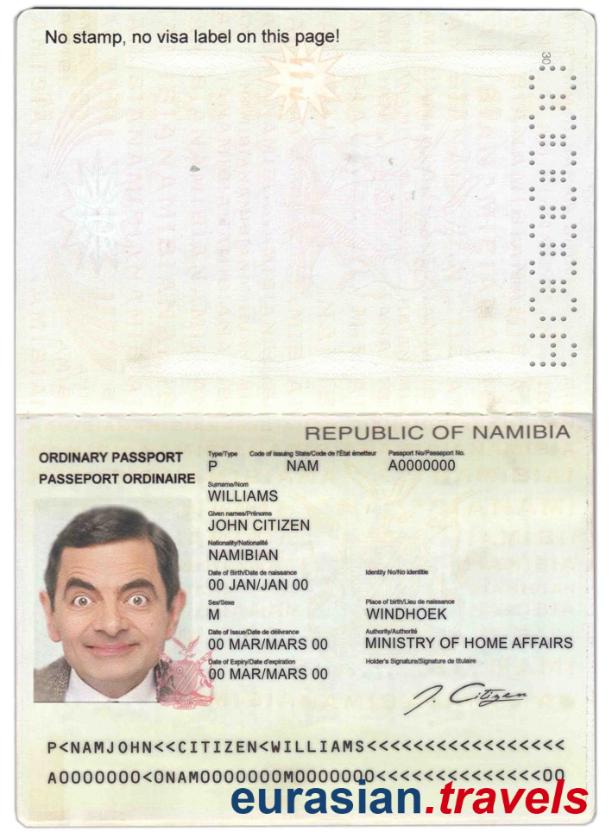 No stamp, no visa label on this page!
30
REPUBLIC OF NAMIBIA
ORDINARY PASSPORT
PASSEPORT ORDINAIRE
Type/Type Code of issuing State/Code de l'État émetteur Passport No/Passeport No.
P NAM A0000000
Surname/Nom
WILLIAMS
Given names/Prénoms
JOHN CITIZEN
Nationality/Nationalité
NAMIBIAN
Date of Birth/Date de naissance Identity No/No identitie
00 JAN/JAN 00
Sex/Sexe Place of birth/Lieu de naissance
M WINDHOEK
Date of Issue/Date de délivrance Authority/Authorité
00 MAR/MARS 00 MINISTRY OF HOME AFFAIRS
Date of Expiry/Date d'expiration Holder's Signature/Signature de titulaire
00 MAR/MARS 00
J. Citizen
P<NAMJOHN<<CITIZEN<WILLIAMS<<<<<<<<<<<<<<<<<
A0000000<0NAM0000000M0000000<<<<<<<<<<<<<<00
eurasian.travels